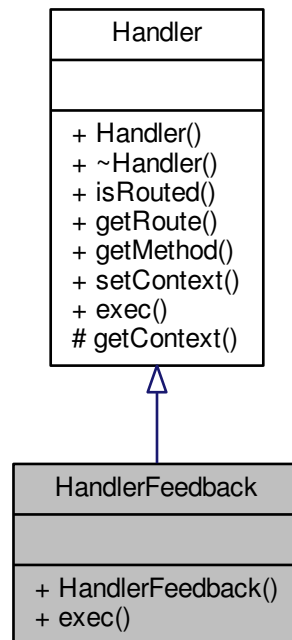 Handler
+ Handler()
+ ~Handler()
+ isRouted()
+ getRoute()
+ getMethod()
+ setContext()
+ exec()
# getContext()
HandlerFeedback
+ HandlerFeedback()
+ exec()